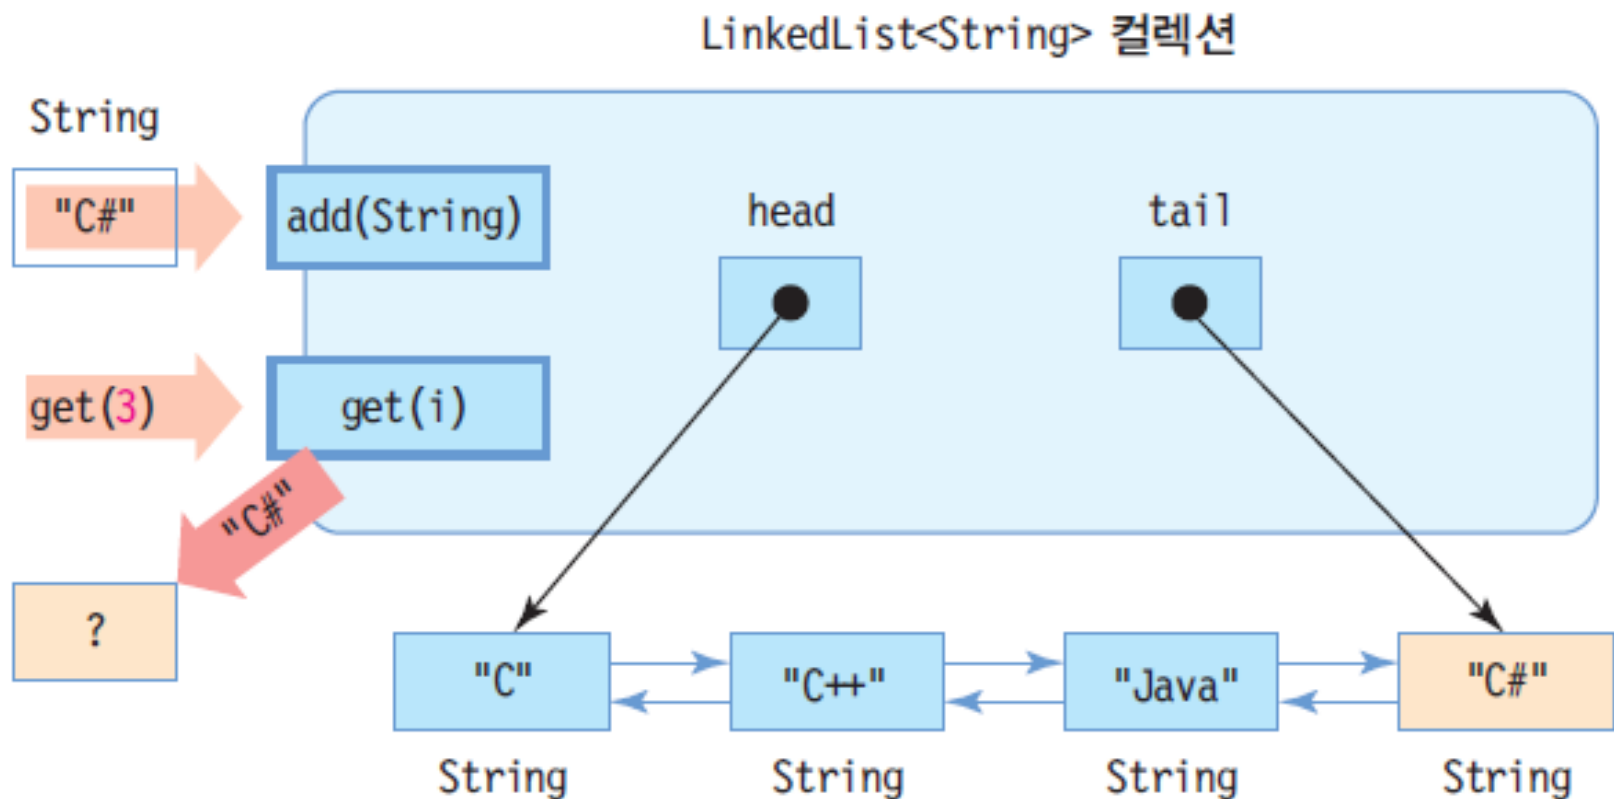 LinkedList<String> 컬렉션
String
"C#"
add(String)
head
tail
get(3)
get(i)
"C#"
?
"C"
"C++"
"Java"
"C#"
String
String
String
String